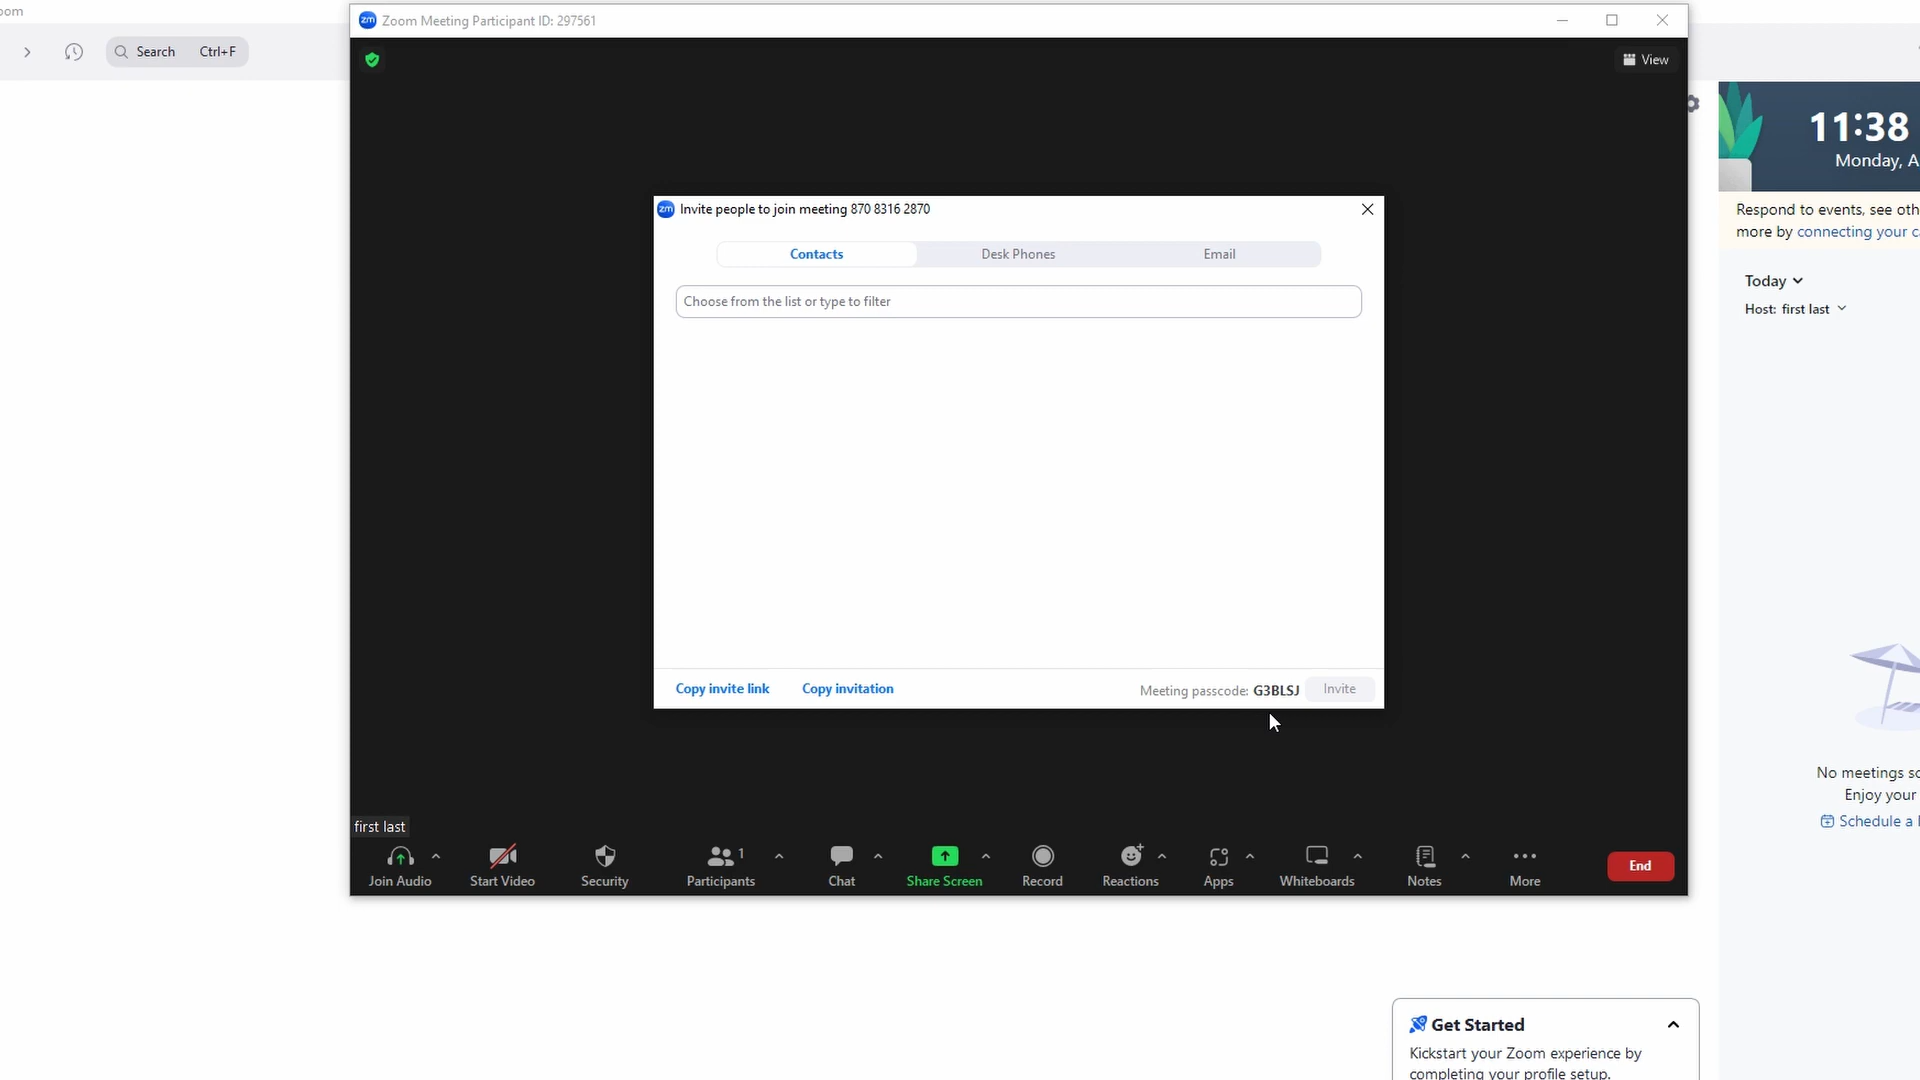 oom
Search Ctrl+F
zm Zoom Meeting Participant ID: 297561
View
11:38
Monday, A
Respond to events, see oth
more by connecting your c
Today
Host: first last
zm Invite people to join meeting 870 8316 2870
Contacts Desk Phones Email
Choose from the list or type to filter
Copy invite link Copy invitation Meeting passcode: G3BLSJ Invite
No meetings sc
Enjoy your
Schedule a
first last
1
Join Audio Start Video Security Participants Chat Share Screen Record Reactions Apps Whiteboards Notes More End
Get Started
Kickstart your Zoom experience by
completing your profile setup.